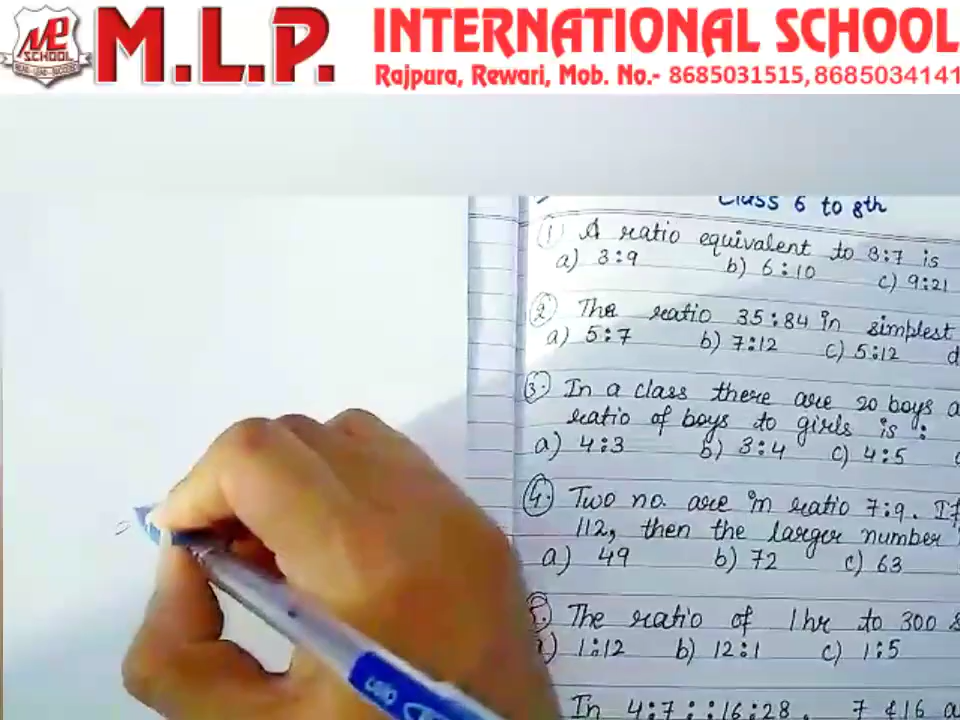 M.L.P. INTERNATIONAL SCHOOL
SCHOOL
Rajpura, Rewari, Mob. No.- 8685031515, 8685034141
Class 6 to 8th
① A ratio equivalent to 3:7 is
a) 3:9 b) 6:10 c) 9:21
② The ratio 35:84 in simplest
a) 5:7 b) 7:12 c) 5:12 d
③. In a class there are 20 boys a
ratio of boys to girls is :
a) 4:3 b) 3:4 c) 4:5
④. Two no. are in ratio 7:9. If
112, then the larger number
a) 49 b) 72 c) 63
5. The ratio of 1hr to 300 s
a) 1:12 b) 12:1 c) 1:5
In 4:7::16:28. 7 & 16 a
cello